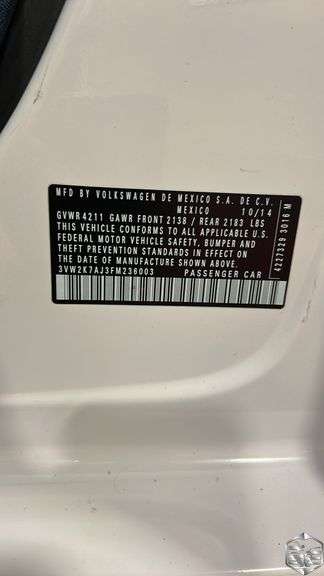 MFD BY VOLKSWAGEN DE MEXICO S.A. DE C.V.
MEXICO 10/14
GVWR 4211 GAWR FRONT 2138 / REAR 2183 LBS
THIS VEHICLE CONFORMS TO ALL APPLICABLE U.S.
FEDERAL MOTOR VEHICLE SAFETY, BUMPER AND
THEFT PREVENTION STANDARDS IN EFFECT ON
THE DATE OF MANUFACTURE SHOWN ABOVE.
3VW2K7AJ3FM236003 PASSENGER CAR
4227329 3016 M